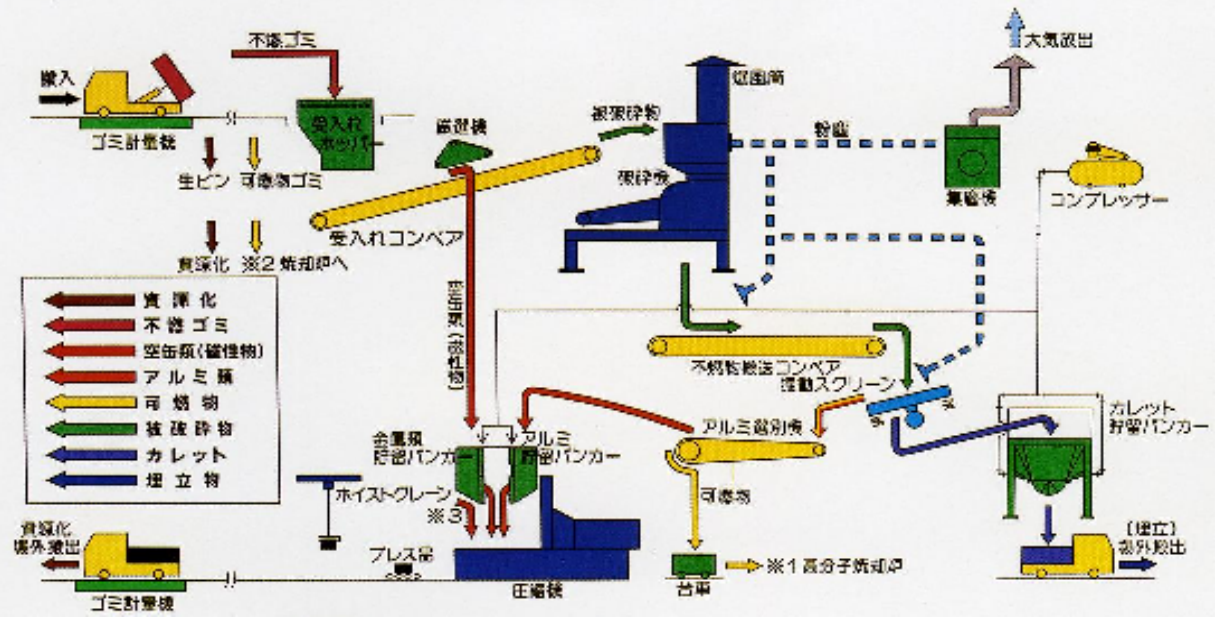 不燃ゴミ
搬入
ゴミ計量機
受入れ
ホッパー
生ビン
可燃物ゴミ
資源化
※2焼却炉へ
磁選機
受入れコンベア
被破砕物
破砕機
爆風筒
粉塵
大気放出
集塵機
コンプレッサー
空缶類(磁性物)
不燃物搬送コンベア
振動スクリーン
資源化
不燃ゴミ
空缶類(磁性物)
アルミ類
可燃物
被破砕物
カレット
埋立物
金属類
貯留バンカー
アルミ
貯留バンカー
アルミ選別機
カレット
貯留バンカー
ホイストクレーン
※3
可燃物
プレス品
圧縮機
台車
※1高分子焼却炉
資源化
場外搬出
ゴミ計量機
(埋立)
場外搬出